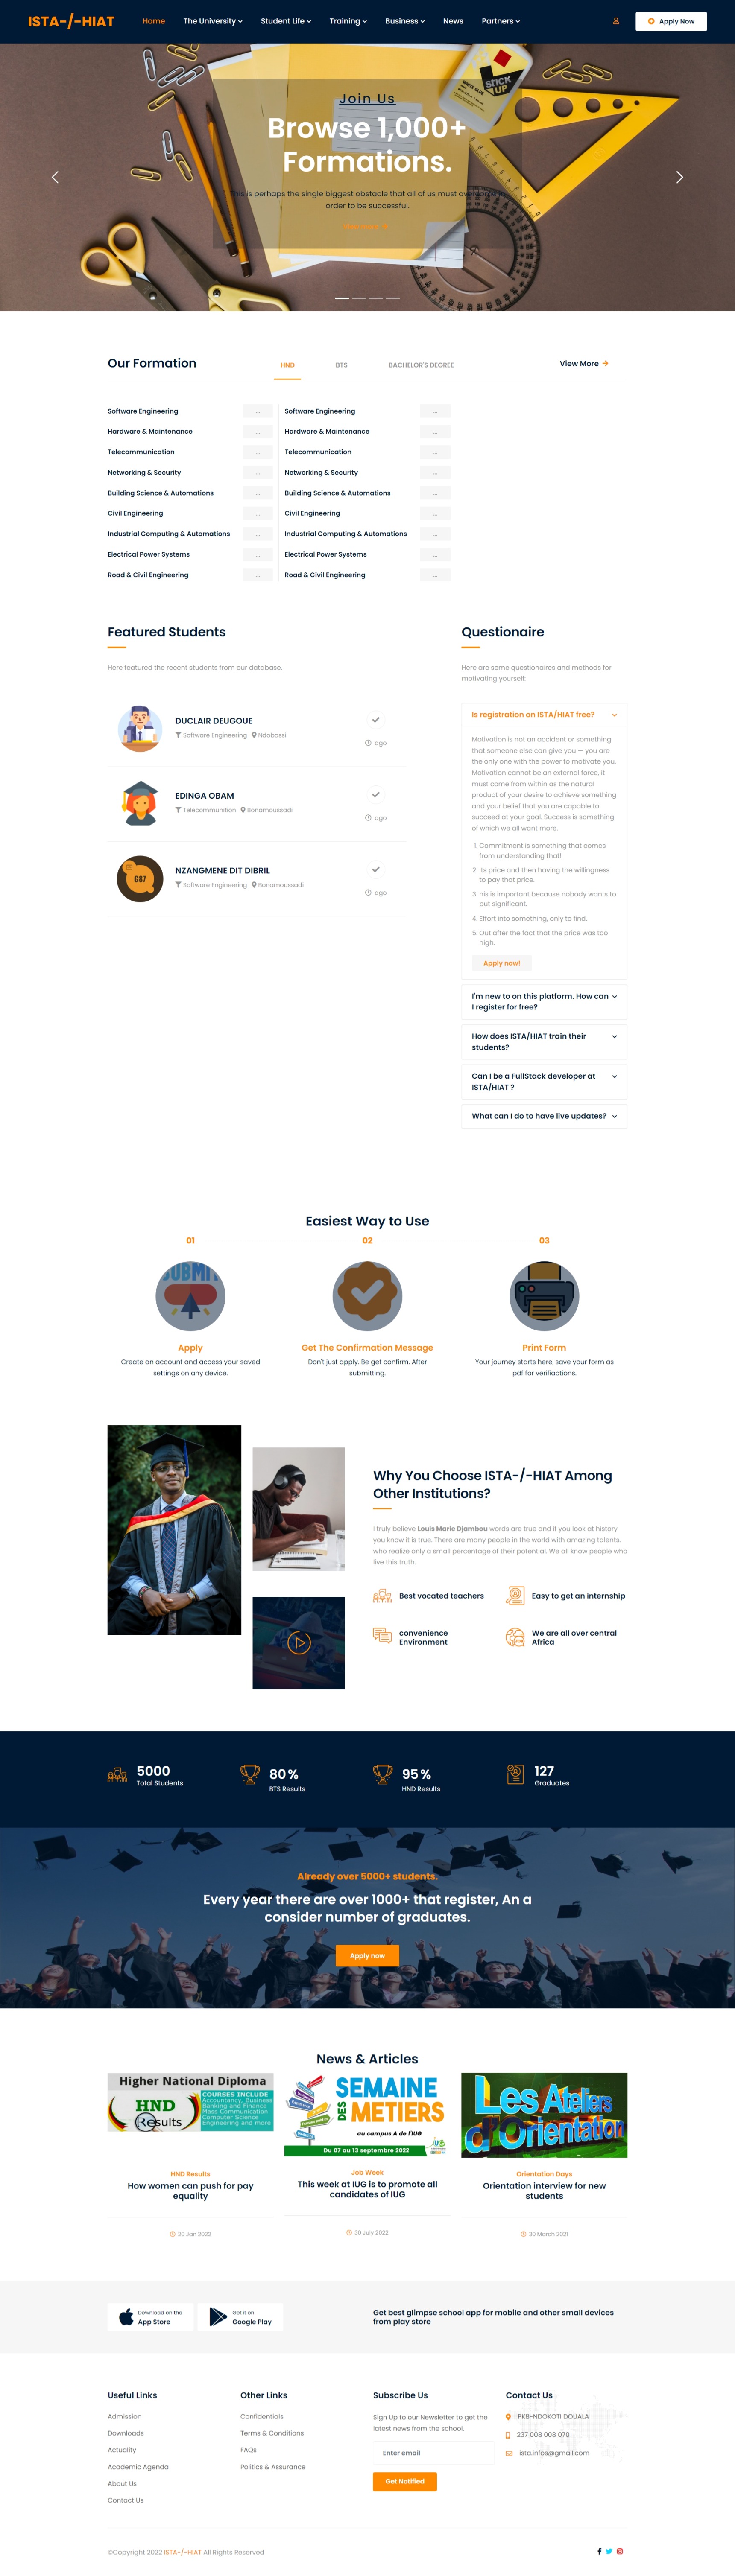 ISTA-/-HIAT
Home
The University
Student Life
Training
Business
News
Partners
Apply Now
STICK UP
Join Us
Browse 1,000+
Formations.
This is perhaps the single biggest obstacle that all of us must overcome in
order to be successful.
Our Formation
HND
BTS
BACHELOR'S DEGREE
View More
Software Engineering
...
Software Engineering
...
Hardware & Maintenance
...
Hardware & Maintenance
...
Telecommunication
...
Telecommunication
...
Networking & Security
...
Networking & Security
...
Building Science & Automations
...
Building Science & Automations
...
Civil Engineering
...
Civil Engineering
...
Industrial Computing & Automations
...
Industrial Computing & Automations
...
Electrical Power Systems
...
Electrical Power Systems
...
Road & Civil Engineering
...
Road & Civil Engineering
...
Featured Students
Here featured the recent students from our database.
DUCLAIR DEUGOUE
Software Engineering
Ndobassi
ago
EDINGA OBAM
Telecommunition
Bonamoussadi
ago
G87
NZANGMENE DIT DIBRIL
Software Engineering
Bonamoussadi
ago
Questionaire
Here are some questionaires and methods for
motivating yourself:
Is registration on ISTA/HIAT free?
Motivation is not an accident or something
that someone else can give you — you are
the only one with the power to motivate you.
Motivation cannot be an external force, it
must come from within as the natural
product of your desire to achieve something
and your belief that you are capable to
succeed at your goal. Success is something
of which we all want more.
1. Commitment is something that comes
from understanding that!
2. Its price and then having the willingness
to pay that price.
3. his is important because nobody wants to
put significant.
4. Effort into something, only to find.
5. Out after the fact that the price was too
high.
Apply now!
I'm new to on this platform. How can
I register for free?
How does ISTA/HIAT train their
students?
Can I be a FullStack developer at
ISTA/HIAT ?
What can I do to have live updates?
Easiest Way to Use
01
SUBMIT
Apply
Create an account and access your saved
settings on any device.
02
Get The Confirmation Message
Don't just apply. Be get confirm. After
submitting.
03
Print Form
Your journey starts here, save your form as
pdf for verifiactions.
Why You Choose ISTA-/-HIAT Among
Other Institutions?
I truly believe Louis Marie Djambou words are true and if you look at history
you know it is true. There are many people in the world with amazing talents.
who realize only a small percentage of their potential. We all know people who
live this truth.
Best vocated teachers
Easy to get an internship
convenience
Environment
We are all over central
Africa
5000
Total Students
80 %
BTS Results
95 %
HND Results
127
Graduates
Already over 5000+ students.
Every year there are over 1000+ that register, An a
consider number of graduates.
Apply now
News & Articles
Higher National Diploma
HND
Results
COURSES INCLUDE
Accountancy, Business
Banking and Finance
Mass Communication
Computer Science
Engineering and more
HND Results
How women can push for pay
equality
20 Jan 2022
SEMAINE
DES
METIERS
au campus A de l'IUG
Du 07 au 13 septembre 2022
Job Week
This week at IUG is to promote all
candidates of IUG
30 July 2022
Les Ateliers
d'Orientation
Orientation Days
Orientation interview for new
students
30 March 2021
Download on the
App Store
Get it on
Google Play
Get best glimpse school app for mobile and other small devices
from play store
Useful Links
Admission
Downloads
Actuality
Academic Agenda
About Us
Contact Us
Other Links
Confidentials
Terms & Conditions
FAQs
Politics & Assurance
Subscribe Us
Sign Up to our Newsletter to get the
latest news from the school.
Enter email
Get Notified
Contact Us
PK8-NDOKOTI DOUALA
237 008 008 070
ista.infos@gmail.com
©Copyright 2022 ISTA-/-HIAT All Rights Reserved